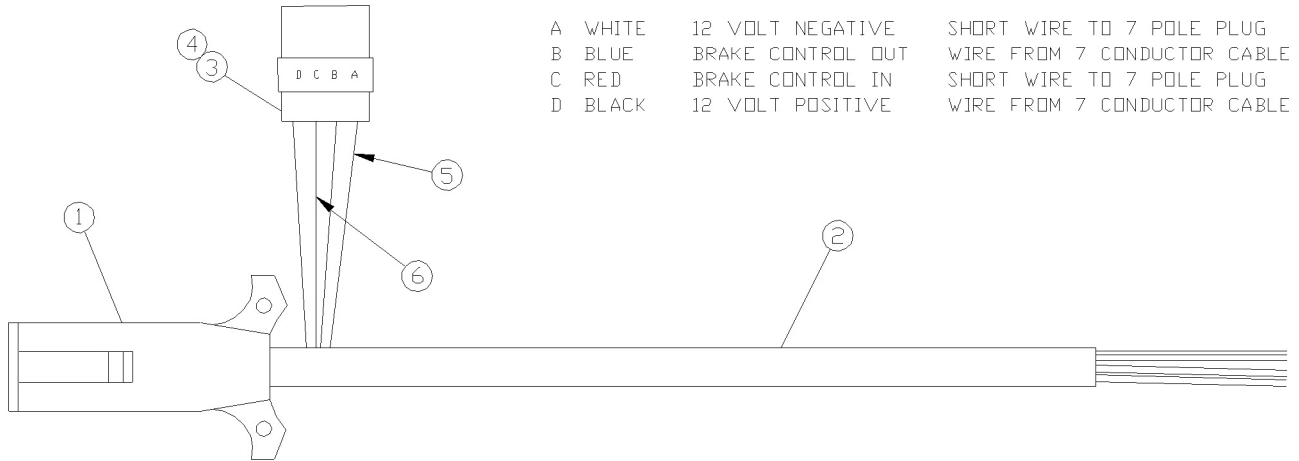 A WHITE 12 VOLT NEGATIVE SHORT WIRE TO 7 POLE PLUG
B BLUE BRAKE CONTROL OUT WIRE FROM 7 CONDUCTOR CABLE
C RED BRAKE CONTROL IN SHORT WIRE TO 7 POLE PLUG
D BLACK 12 VOLT POSITIVE WIRE FROM 7 CONDUCTOR CABLE
4
3
D C B A
5
1
2
6